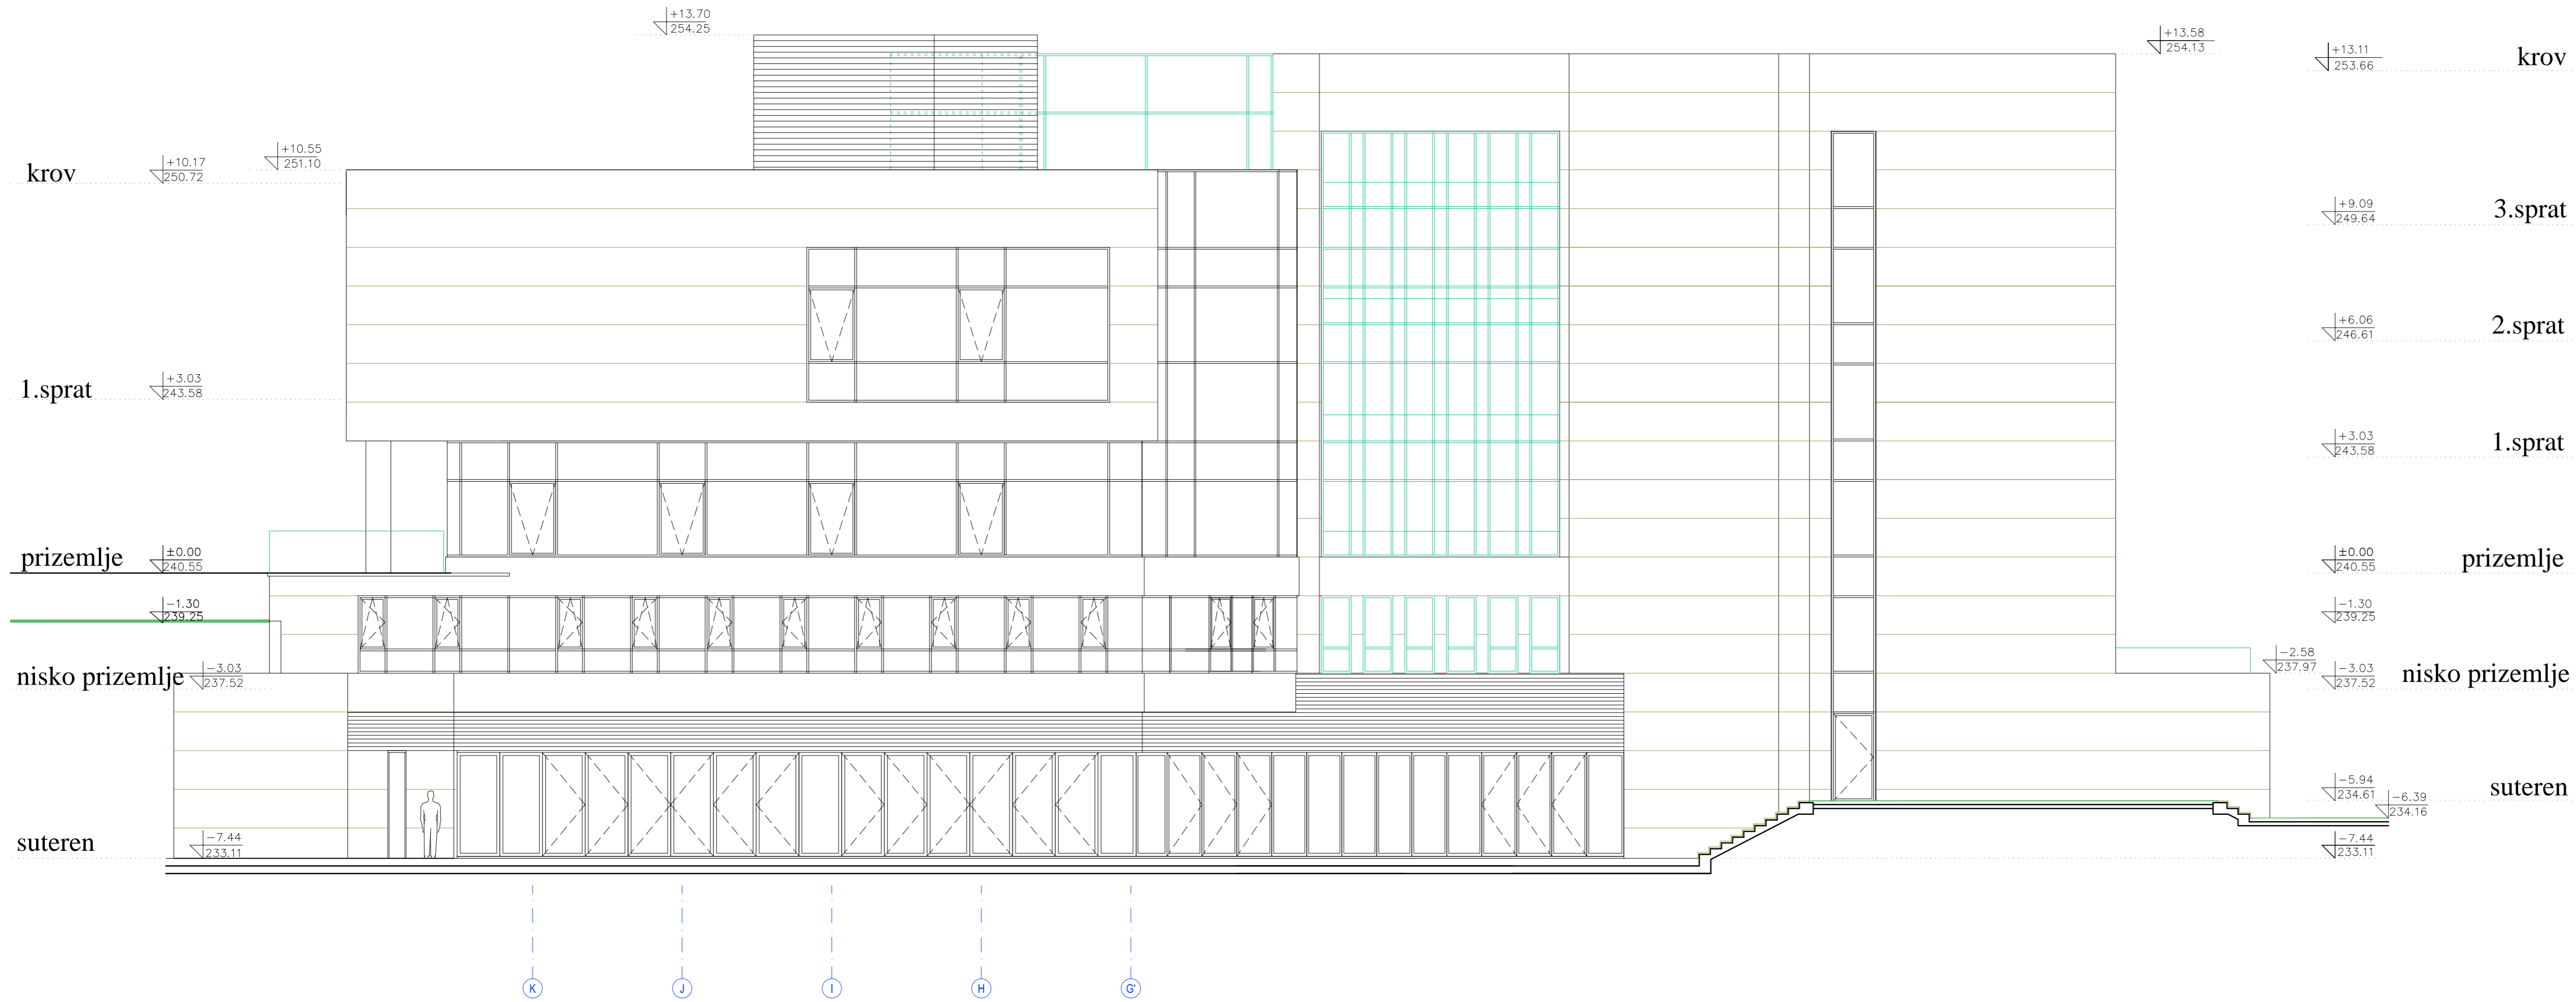 +13.70
254.25
+13.58
254.13
+13.11
253.66
krov
+10.55
251.10
krov
+10.17
250.72
+9.09
249.64
3.sprat
+6.06
246.61
2.sprat
1.sprat
+3.03
243.58
+3.03
243.58
1.sprat
prizemlje
±0.00
240.55
±0.00
240.55
prizemlje
-1.30
239.25
-1.30
239.25
nisko prizemlje
-3.03
237.52
-2.58
237.97
-3.03
237.52
nisko prizemlje
-5.94
234.61
suteren
-6.39
234.16
suteren
-7.44
233.11
-7.44
233.11
K
J
I
H
G'